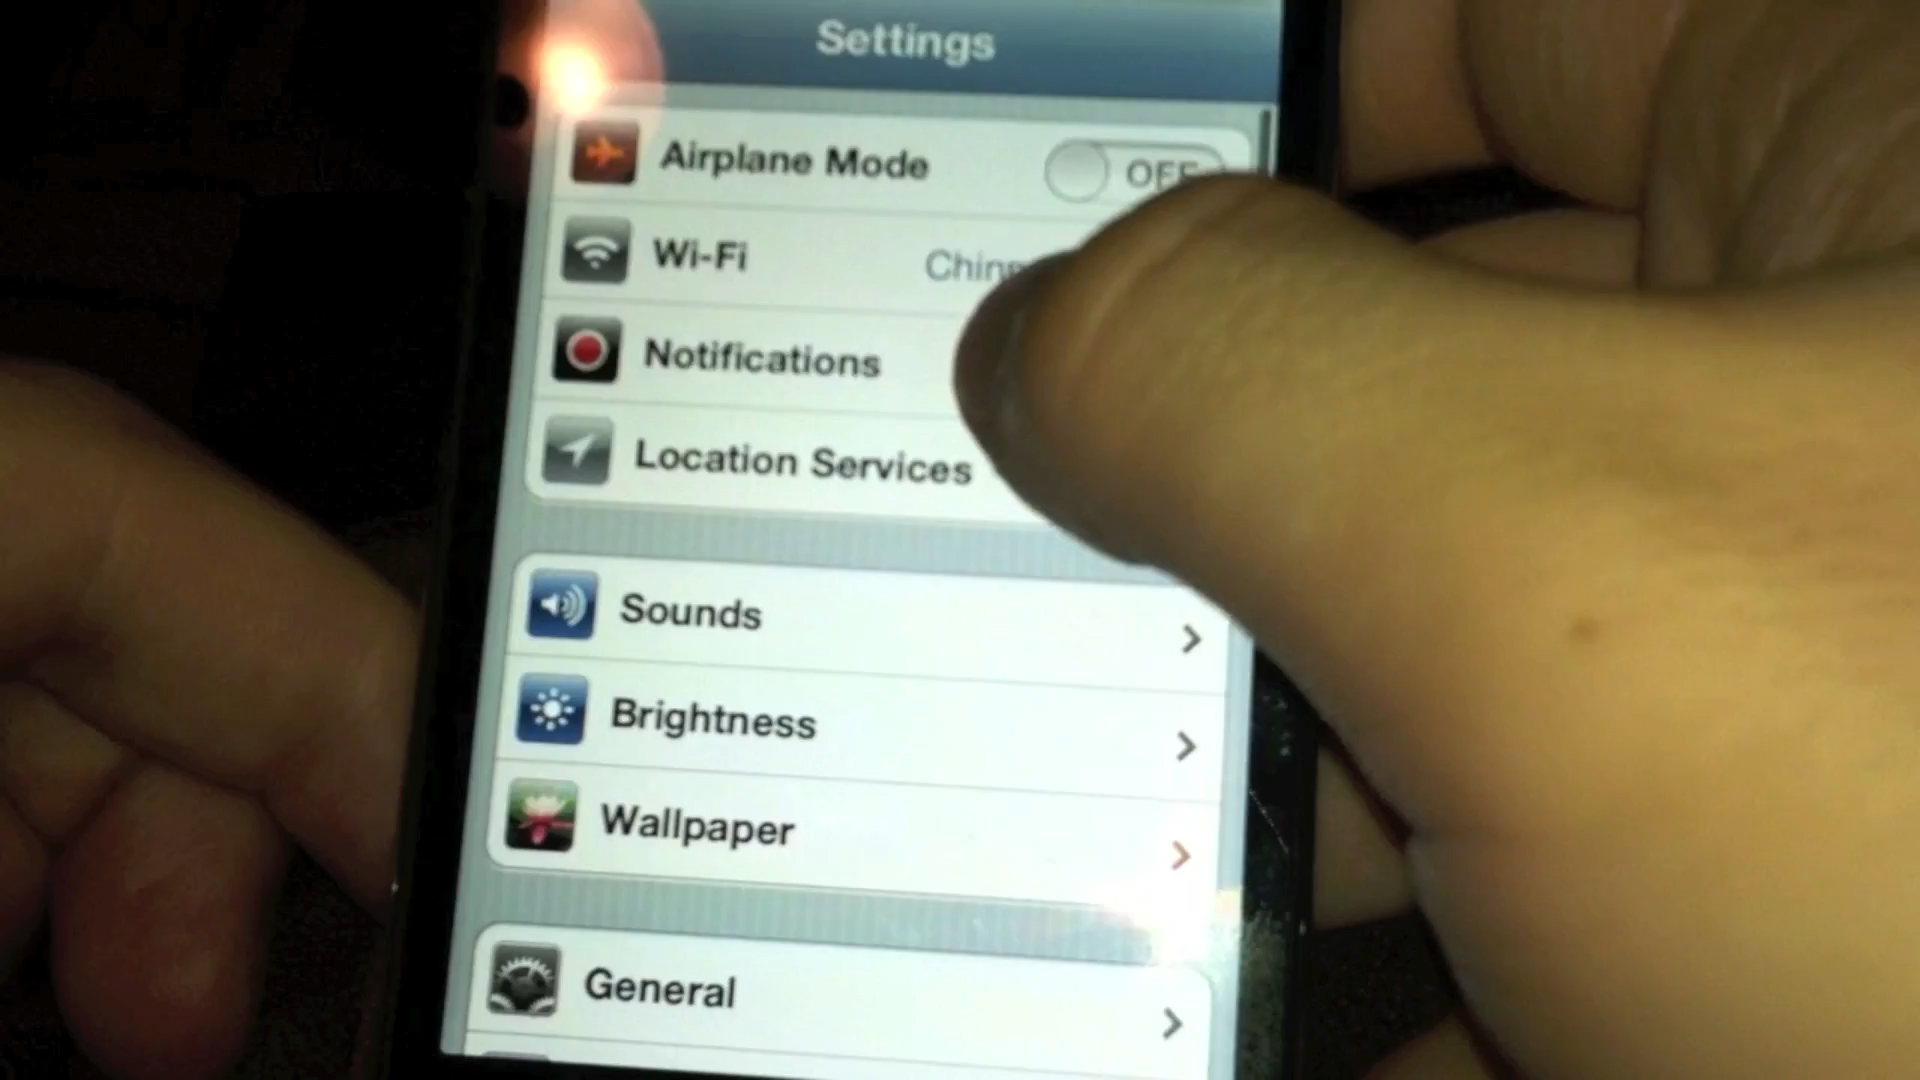 Settings
Airplane Mode OFF
Wi-Fi
Notifications
Location Services
Sounds
Brightness
Wallpaper
General